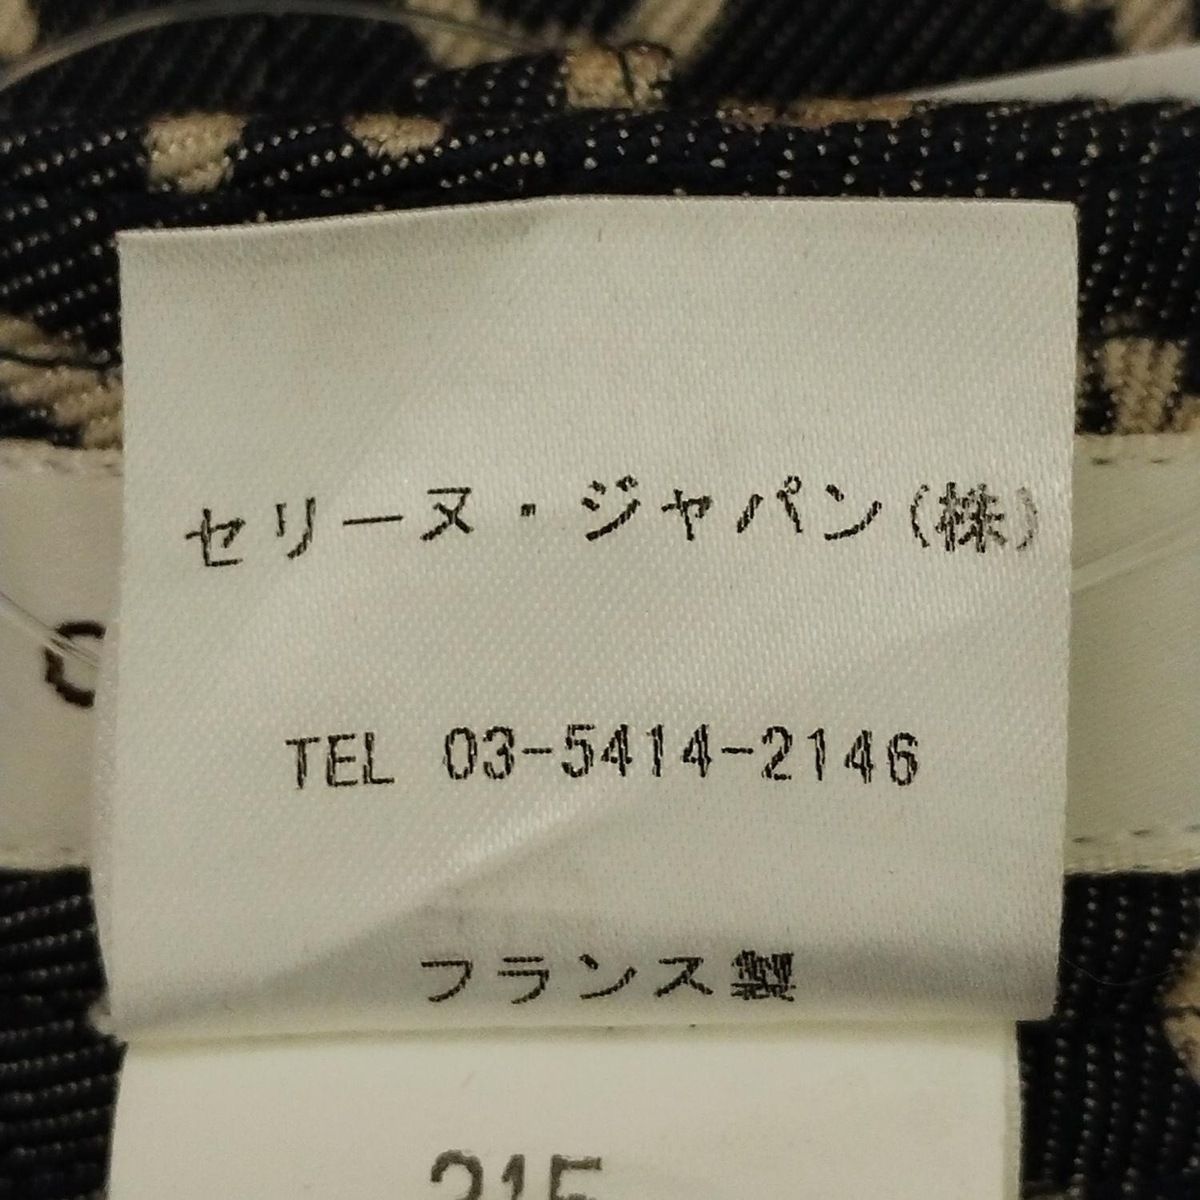 セリーヌ・ジャパン(株)
TEL 03-5414-2146
フランス製